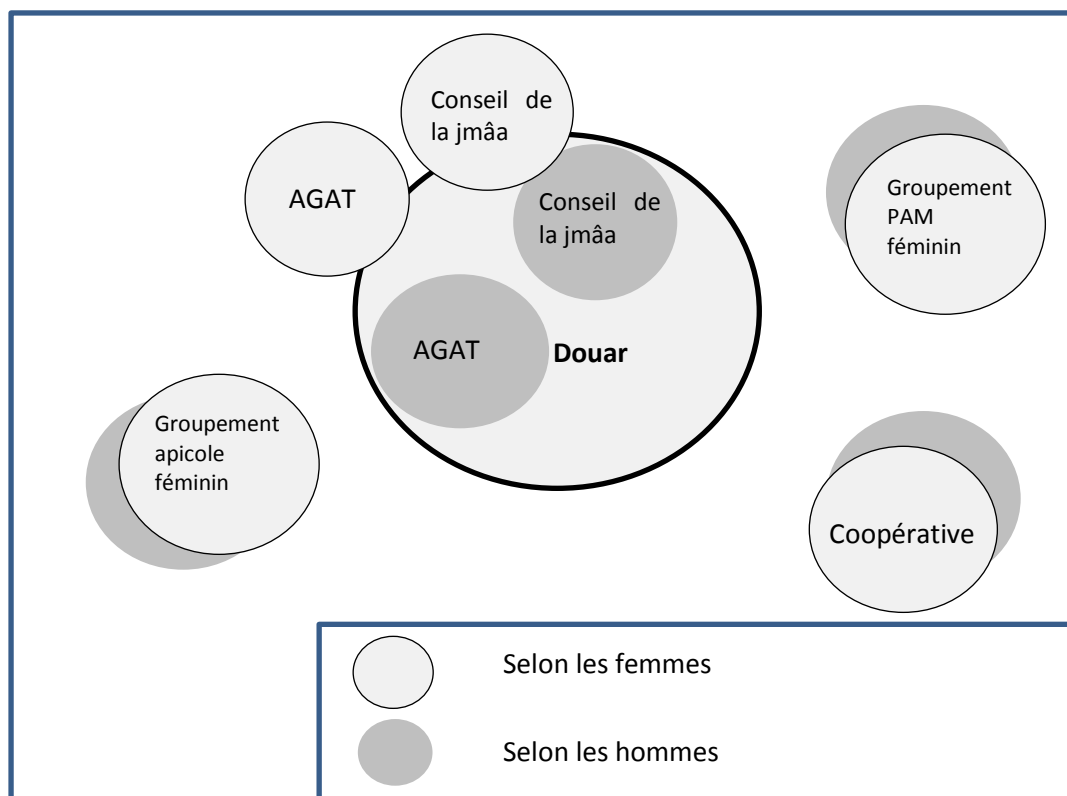 Conseil de
la jmâa
AGAT
Conseil de
la jmâa
Groupement
PAM
féminin
AGAT
Douar
Groupement
apicole
féminin
Coopérative
Selon les femmes
Selon les hommes